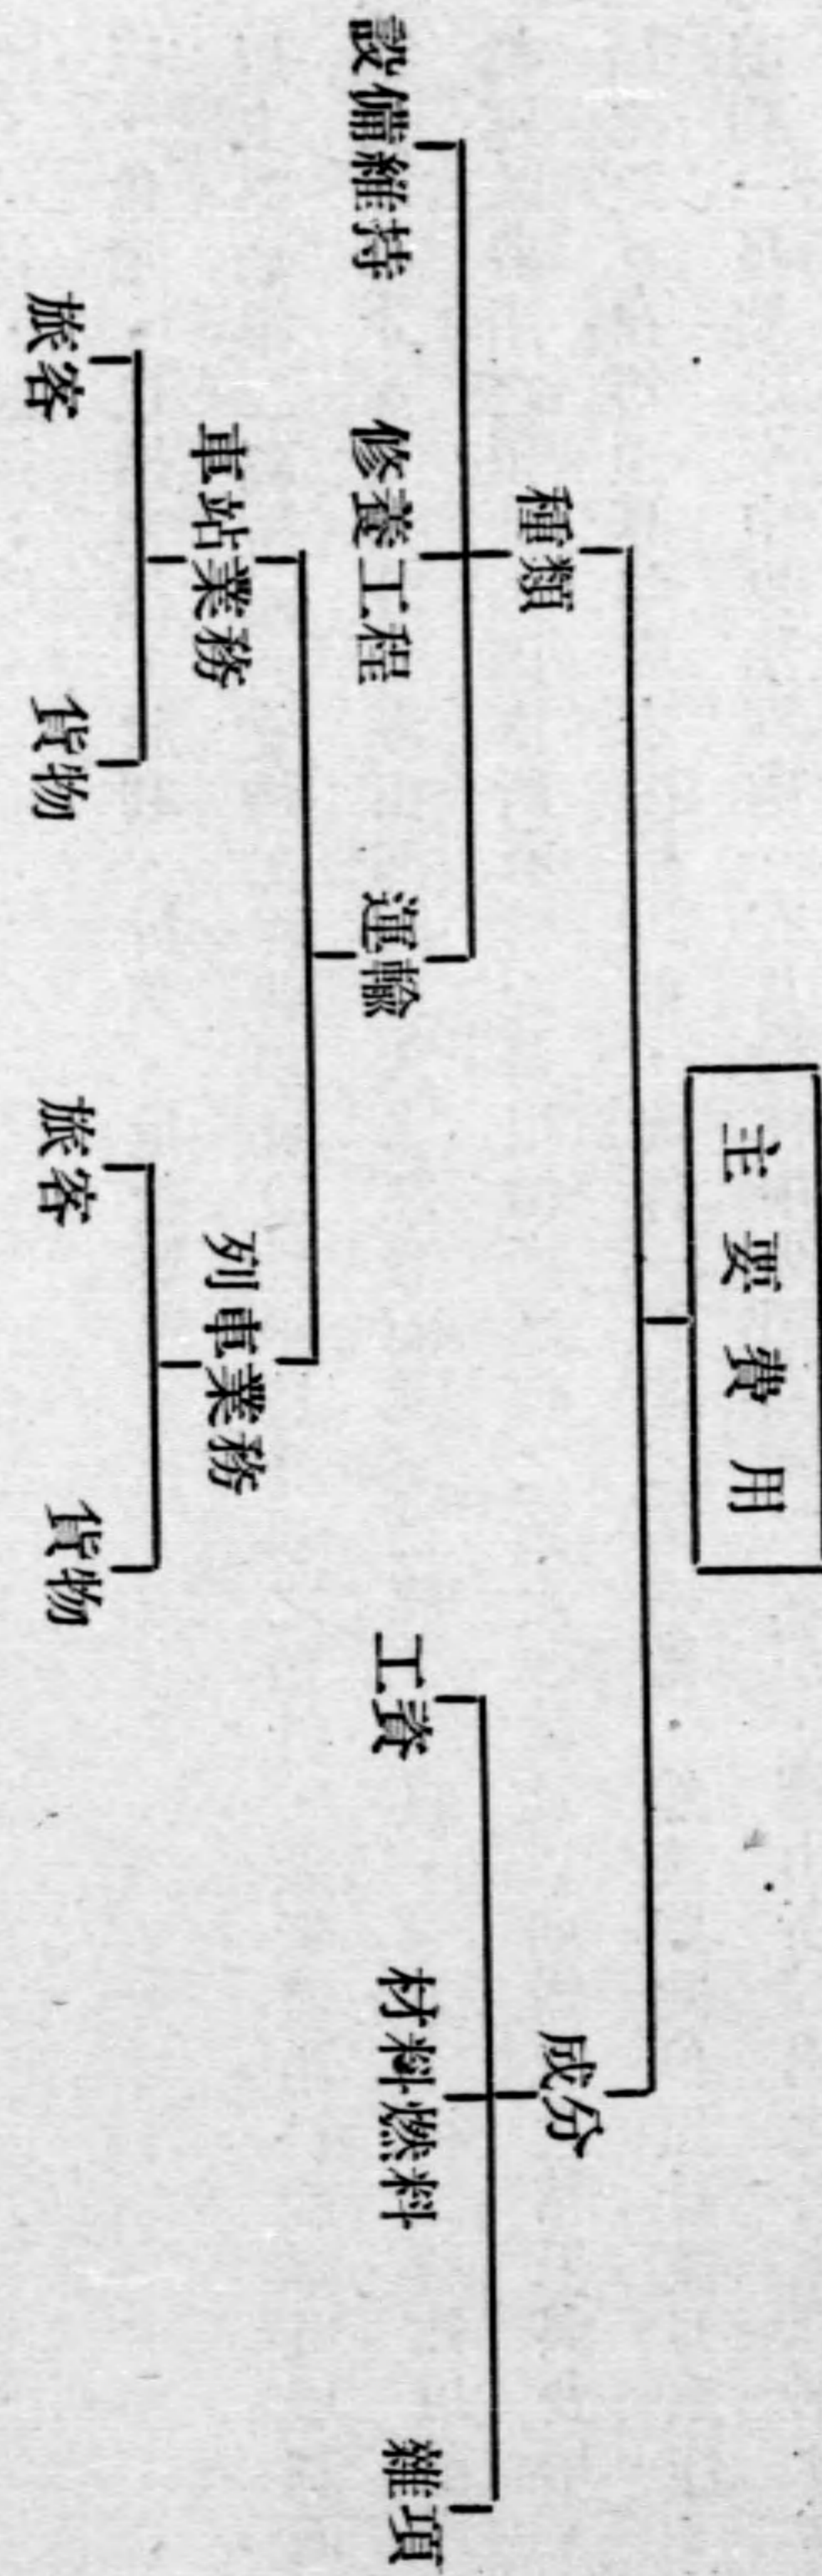 主要費用
種類
成分
設備維持
修養工程
運輸
工資
材料燃料
雜項
車站業務
列車業務
旅客
貨物
旅客
貨物